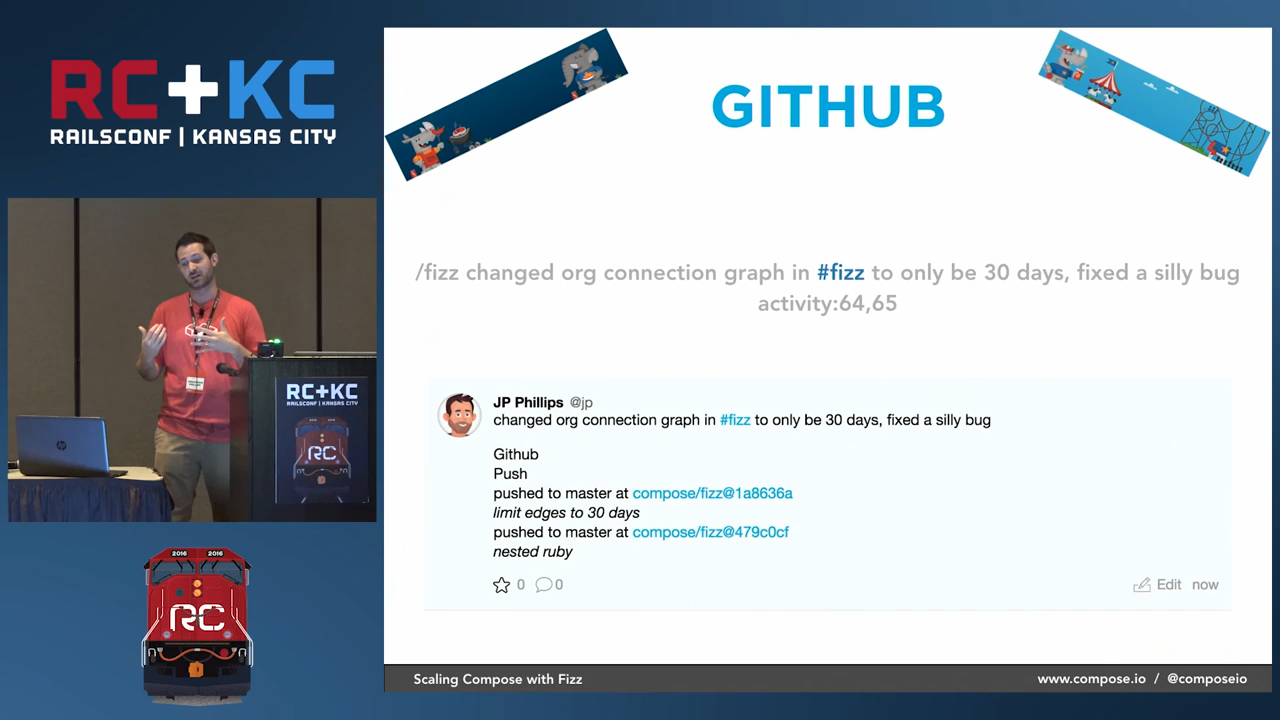 RC+KC
RAILSCONF | KANSAS CITY
GITHUB
/fizz changed org connection graph in #fizz to only be 30 days, fixed a silly bug
activity:64,65
JP Phillips @jp
changed org connection graph in #fizz to only be 30 days, fixed a silly bug
Github
Push
pushed to master at compose/fizz@1a8636a
limit edges to 30 days
pushed to master at compose/fizz@479c0cf
nested ruby
0 0
Edit now
Scaling Compose with Fizz
www.compose.io / @composeio
RC+KC
RAILSCONF | KANSAS CITY
RC
hp
2016 2016
RC